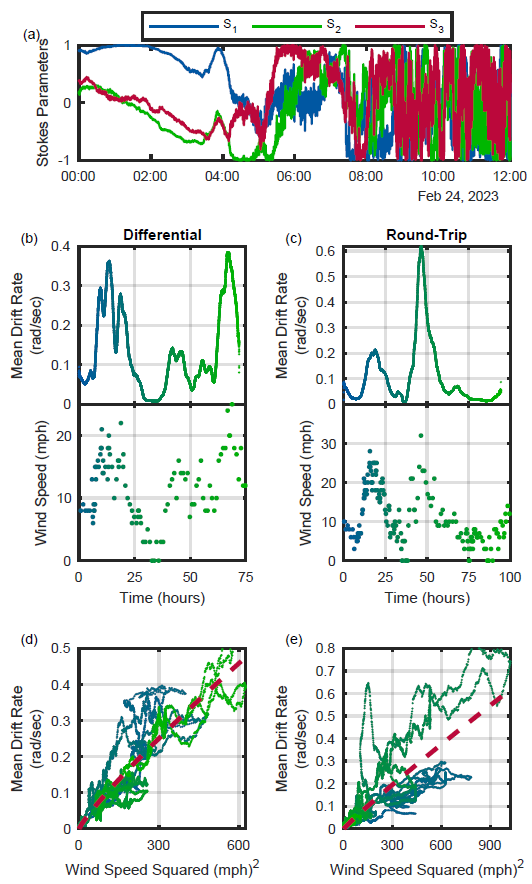 S1 S2 S3
(a)
Stokes Parameters
1
0
-1
00:00 02:00 04:00 06:00 08:00 10:00 12:00
Feb 24, 2023
(b) Differential
Mean Drift Rate
(rad/sec)
0.4
0.3
0.2
0.1
0
Wind Speed (mph)
20
10
0
0 25 50 75
Time (hours)
(c) Round-Trip
Mean Drift Rate
(rad/sec)
0.6
0.5
0.4
0.3
0.2
0.1
0
Wind Speed (mph)
30
20
10
0
0 25 50 75 100
Time (hours)
(d)
Mean Drift Rate
(rad/sec)
0.5
0.4
0.3
0.2
0.1
0
0 300 600
Wind Speed Squared (mph)2
(e)
Mean Drift Rate
(rad/sec)
0.8
0.7
0.6
0.5
0.4
0.3
0.2
0.1
0
0 300 600 900
Wind Speed Squared (mph)2